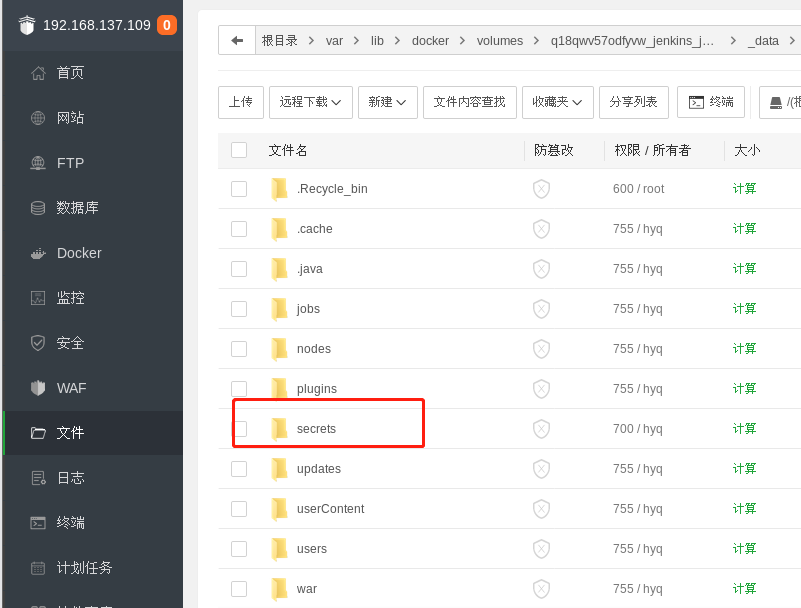 192.168.137.109 0
首页
网站
FTP
数据库
Docker
监控
安全
WAF
文件
日志
终端
计划任务
根目录 var lib docker volumes q18qwv57odfyvw_jenkins_j… _data
上传 远程下载 新建 文件内容查找 收藏夹 分享列表 终端 /(根
文件名 防篡改 权限 / 所有者 大小
.Recycle_bin 600 / root 计算
.cache 755 / hyq 计算
.java 755 / hyq 计算
jobs 755 / hyq 计算
nodes 755 / hyq 计算
plugins 755 / hyq 计算
secrets 700 / hyq 计算
updates 755 / hyq 计算
userContent 755 / hyq 计算
users 755 / hyq 计算
war 755 / hyq 计算